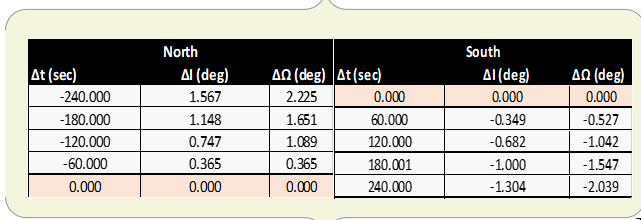 North South
Δt (sec) ΔI (deg) ΔΩ (deg) Δt (sec) ΔI (deg) ΔΩ (deg)
-240.000 1.567 2.225 0.000 0.000 0.000
-180.000 1.148 1.651 60.000 -0.349 -0.527
-120.000 0.747 1.089 120.000 -0.682 -1.042
-60.000 0.365 0.365 180.001 -1.000 -1.547
0.000 0.000 0.000 240.000 -1.304 -2.039